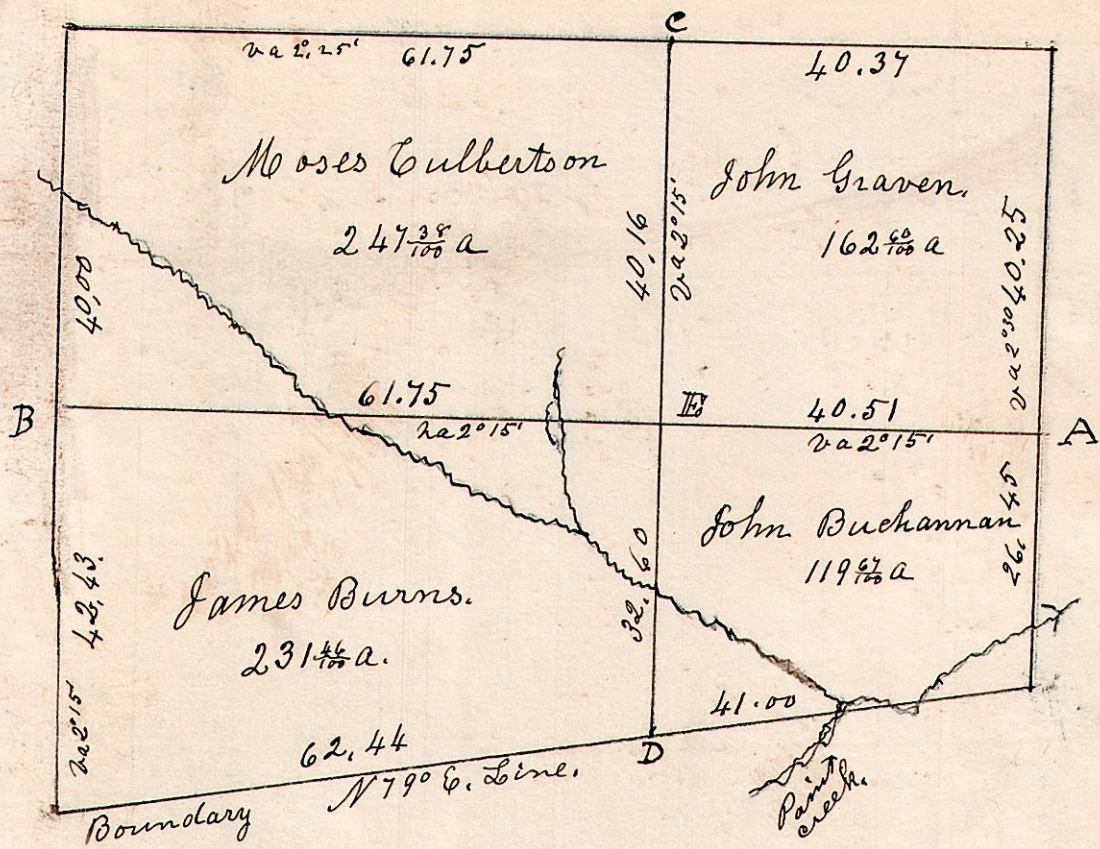 C
va 2°, 25' 61.75
40.37
Moses Culbertson
247 38/100 a
John Graven.
162 60/100 a
40,00
40,16
va 2° 15'
va 2° 30' 40.25
B
61.75
va 2° 15'
E
40.51
va 2° 15'
A
John Buchannan
119 67/100 a
26, 45
32, 60
James Burns.
231 46/100 a.
va 2° 15' 42,43.
41.00
62,44
D
Boundary N 79° E. Line.
Paint
creek.